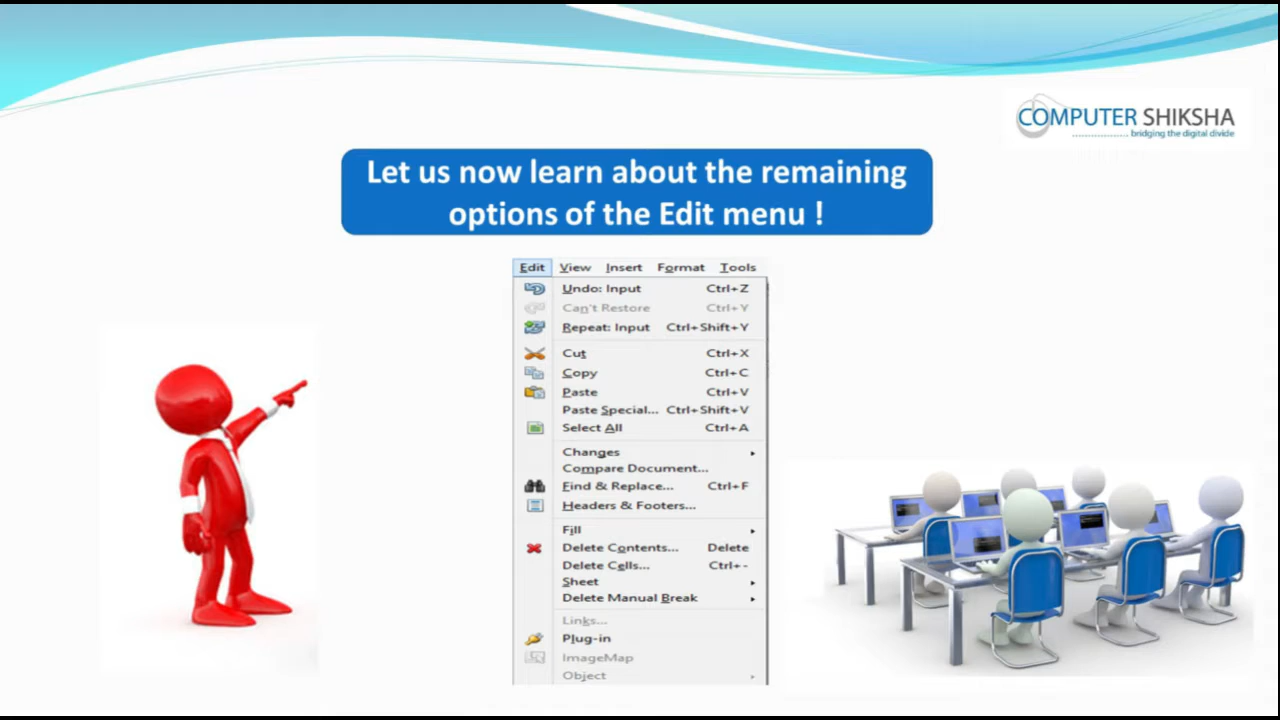 COMPUTER SHIKSHA
bridging the digital divide
Let us now learn about the remaining
options of the Edit menu !
Edit View Insert Format Tools
Undo: Input Ctrl+Z
Can't Restore Ctrl+Y
Repeat: Input Ctrl+Shift+Y
Cut Ctrl+X
Copy Ctrl+C
Paste Ctrl+V
Paste Special... Ctrl+Shift+V
Select All Ctrl+A
Changes
Compare Document...
Find & Replace... Ctrl+F
Headers & Footers...
Fill
Delete Contents... Delete
Delete Cells... Ctrl+-
Sheet
Delete Manual Break
Links...
Plug-in
ImageMap
Object